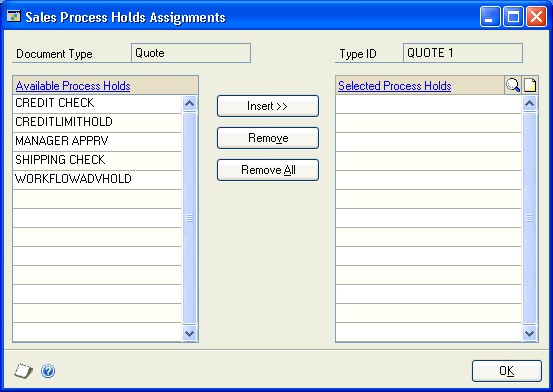 Sales Process Holds Assignments
Document Type Quote Type ID QUOTE 1
Available Process Holds Selected Process Holds
CREDIT CHECK
CREDITLIMITHOLD
MANAGER APPRV
SHIPPING CHECK
WORKFLOWADVHOLD
Insert >>
Remove
Remove All
OK